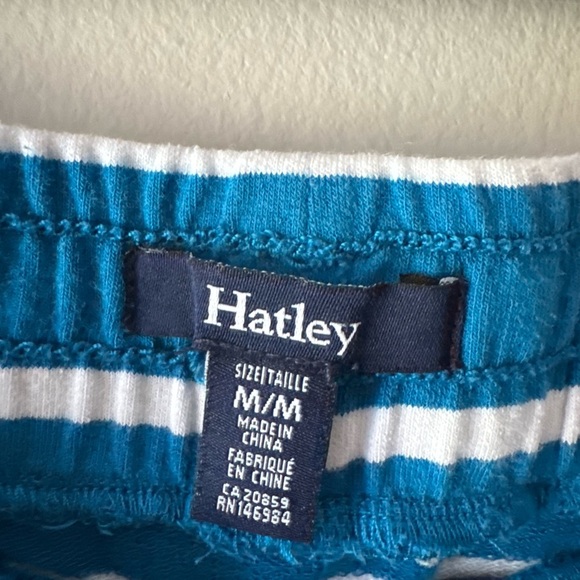 Hatley
SIZE|TAILLE
M/M
MADE IN
CHINA
FABRIQUÉ
EN CHINE
CA 20859
RN146984